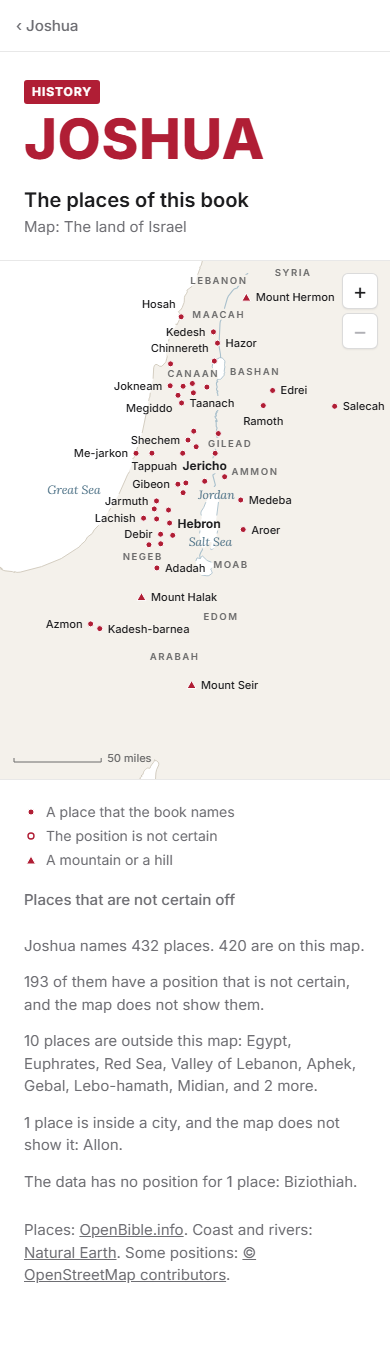 ‹ Joshua
HISTORY
JOSHUA
The places of this book
Map: The land of Israel
SYRIA
LEBANON
Mount Hermon
+
Hosah
MAACAH
Kedesh
−
Hazor
Chinnereth
CANAAN
BASHAN
Jokneam
Edrei
Megiddo
Taanach
Salecah
Ramoth
Shechem
GILEAD
Me-jarkon
Tappuah
Jericho
AMMON
Gibeon
Great Sea
Jordan
Jarmuth
Medeba
Lachish
Hebron
Debir
Aroer
Salt Sea
NEGEB
Adadah
MOAB
Mount Halak
EDOM
Azmon
Kadesh-barnea
ARABAH
Mount Seir
50 miles
A place that the book names
The position is not certain
A mountain or a hill
Places that are not certain off
Joshua names 432 places. 420 are on this map.
193 of them have a position that is not certain,
and the map does not show them.
10 places are outside this map: Egypt,
Euphrates, Red Sea, Valley of Lebanon, Aphek,
Gebal, Lebo-hamath, Midian, and 2 more.
1 place is inside a city, and the map does not
show it: Allon.
The data has no position for 1 place: Biziothiah.
Places: OpenBible.info. Coast and rivers:
Natural Earth. Some positions: ©
OpenStreetMap contributors.